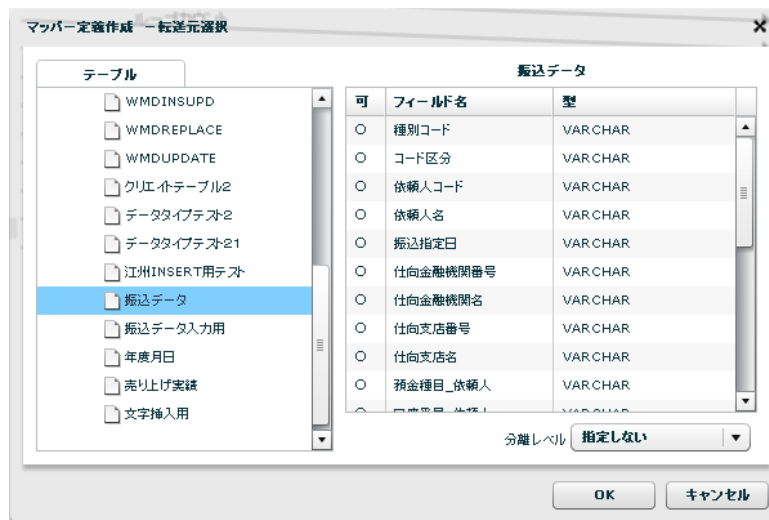 マッパー定義作成 －転送元選択
テーブル
WMDINSUPD
WMDREPLACE
WMDUPDATE
クリエイトテーブル2
データタイプテスト2
データタイプテスト21
江州INSERT用テスト
振込データ
振込データ入力用
年度月日
売り上げ実績
文字挿入用
振込データ
可 フィールド名 型
○ 種別コード VARCHAR
○ コード区分 VARCHAR
○ 依頼人コード VARCHAR
○ 依頼人名 VARCHAR
○ 振込指定日 VARCHAR
○ 仕向金融機関番号 VARCHAR
○ 仕向金融機関名 VARCHAR
○ 仕向支店番号 VARCHAR
○ 仕向支店名 VARCHAR
○ 預金種目_依頼人 VARCHAR
分離レベル 指定しない
OK キャンセル